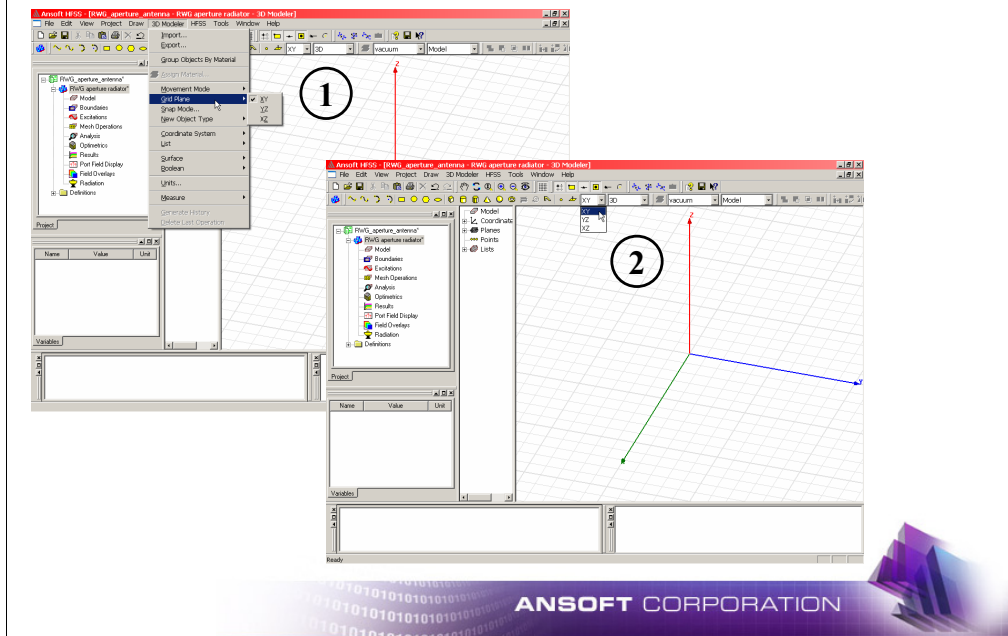 Ansoft HFSS - [RWG_aperture_antenna - RWG aperture radiator - 3D Modeler]
File Edit View Project Draw 3D Modeler HFSS Tools Window Help
XY 3D vacuum Model
Import...
Export...
Group Objects By Material
Assign Material...
Movement Mode
Grid Plane
Snap Mode...
New Object Type
Coordinate System
List
Surface
Boolean
Units...
Measure
Generate History
Delete Last Operation
XY
YZ
XZ
RWG_aperture_antenna*
RWG aperture radiator*
Model
Boundaries
Excitations
Mesh Operations
Analysis
Optimetrics
Results
Port Field Display
Field Overlays
Radiation
Definitions
Project
Name Value Unit
Variables
Z
1
Ansoft HFSS - [RWG_aperture_antenna - RWG aperture radiator - 3D Modeler]
File Edit View Project Draw 3D Modeler HFSS Tools Window Help
XY 3D vacuum Model
XY
YZ
XZ
RWG_aperture_antenna*
RWG aperture radiator*
Model
Boundaries
Excitations
Mesh Operations
Analysis
Optimetrics
Results
Port Field Display
Field Overlays
Radiation
Definitions
Project
Name Value Unit
Variables
Model
Coordinate
Planes
Points
Lists
Z
Y
2
Ready
ANSOFT CORPORATION